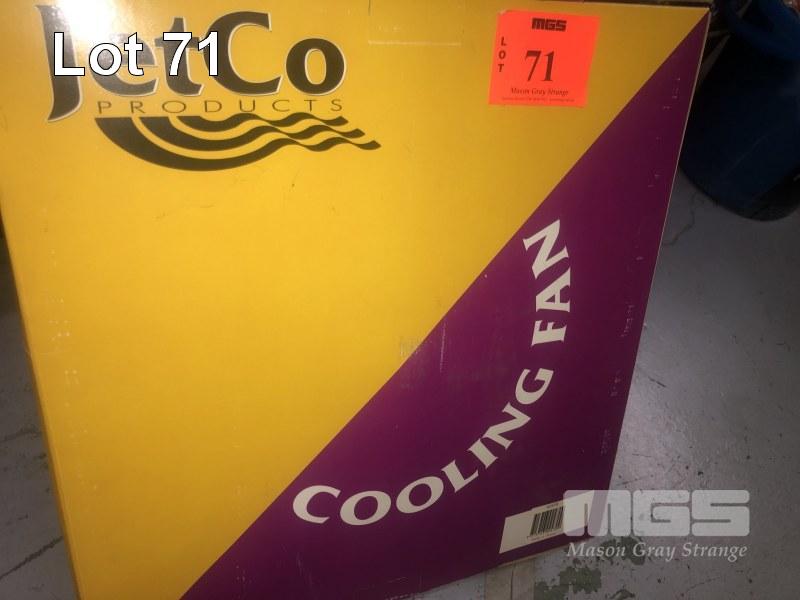 Lot 71
JetCo
PRODUCTS
MGS
LOT
71
Mason Gray Strange
COOLING FAN
MGS
Mason Gray Strange